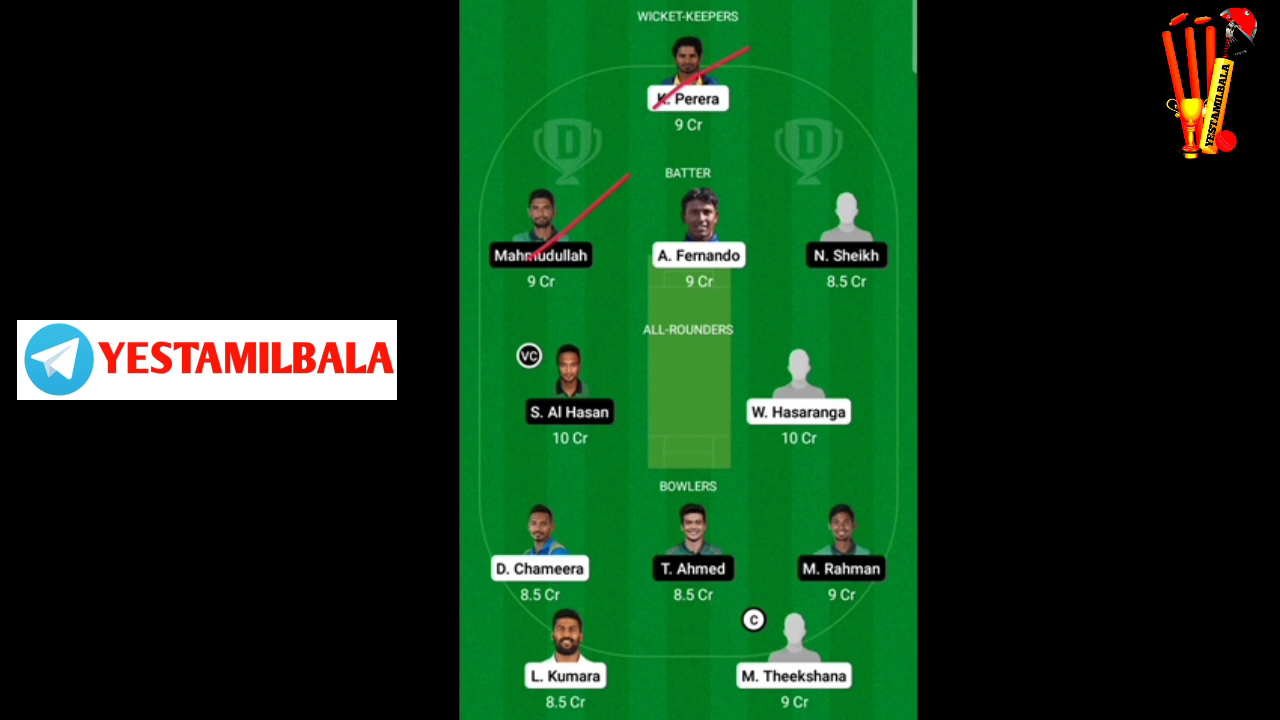 WICKET-KEEPERS
K. Perera
9 Cr
D
D
BATTER
Mahmudullah
A. Fernando
N. Sheikh
9 Cr
9 Cr
8.5 Cr
ALL-ROUNDERS
VC
S. Al Hasan
W. Hasaranga
10 Cr
10 Cr
BOWLERS
D. Chameera
T. Ahmed
M. Rahman
8.5 Cr
8.5 Cr
9 Cr
C
L. Kumara
M. Theekshana
8.5 Cr
9 Cr
YESTAMILBALA
YESTAMILBALA